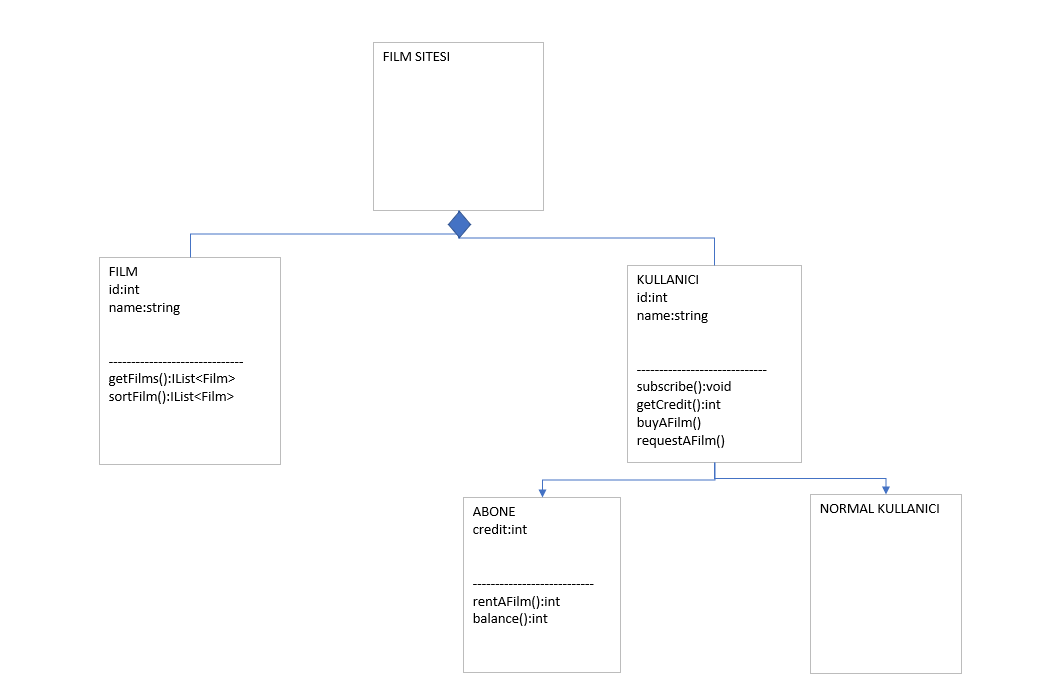 FILM SITESI
FILM
id:int
name:string
------------------------------
getFilms():IList<Film>
sortFilm():IList<Film>
KULLANICI
id:int
name:string
-----------------------------
subscribe():void
getCredit():int
buyAFilm()
requestAFilm()
ABONE
credit:int
---------------------------
rentAFilm():int
balance():int
NORMAL KULLANICI